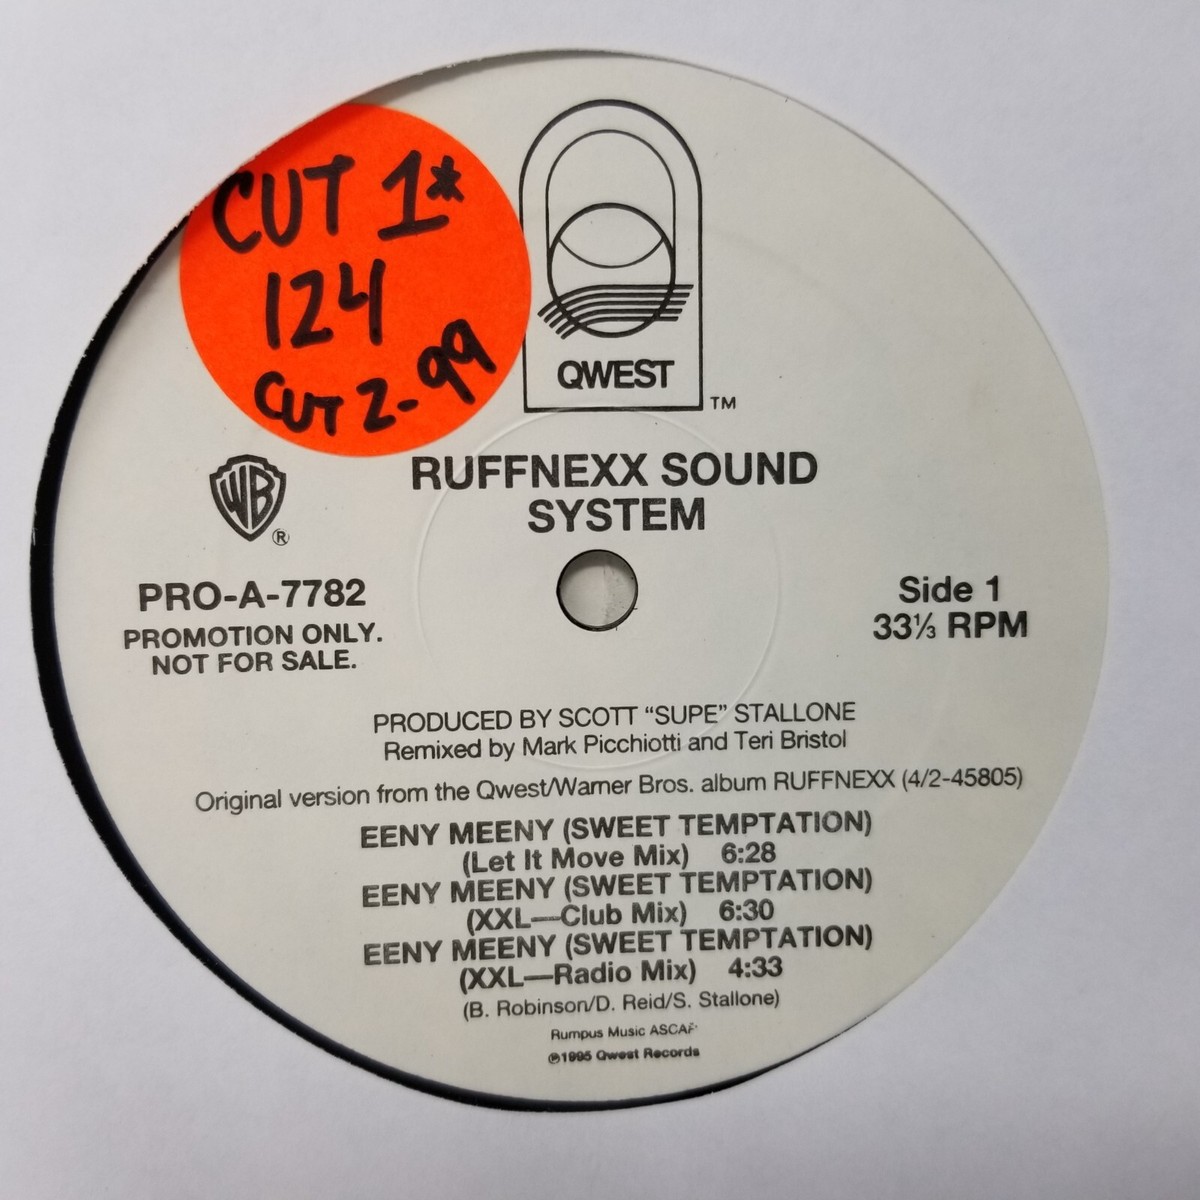 CUT 1*
124
CUT 2-99
QWEST
TM
RUFFNEXX SOUND
SYSTEM
WB
®
PRO-A-7782
PROMOTION ONLY.
NOT FOR SALE.
Side 1
33⅓ RPM
PRODUCED BY SCOTT “SUPE” STALLONE
Remixed by Mark Picchiotti and Teri Bristol
Original version from the Qwest/Warner Bros. album RUFFNEXX (4/2-45805)
EENY MEENY (SWEET TEMPTATION)
(Let It Move Mix) 6:28
EENY MEENY (SWEET TEMPTATION)
(XXL—Club Mix) 6:30
EENY MEENY (SWEET TEMPTATION)
(XXL—Radio Mix) 4:33
(B. Robinson/D. Reid/S. Stallone)
Rumpus Music ASCAP
℗1995 Qwest Records